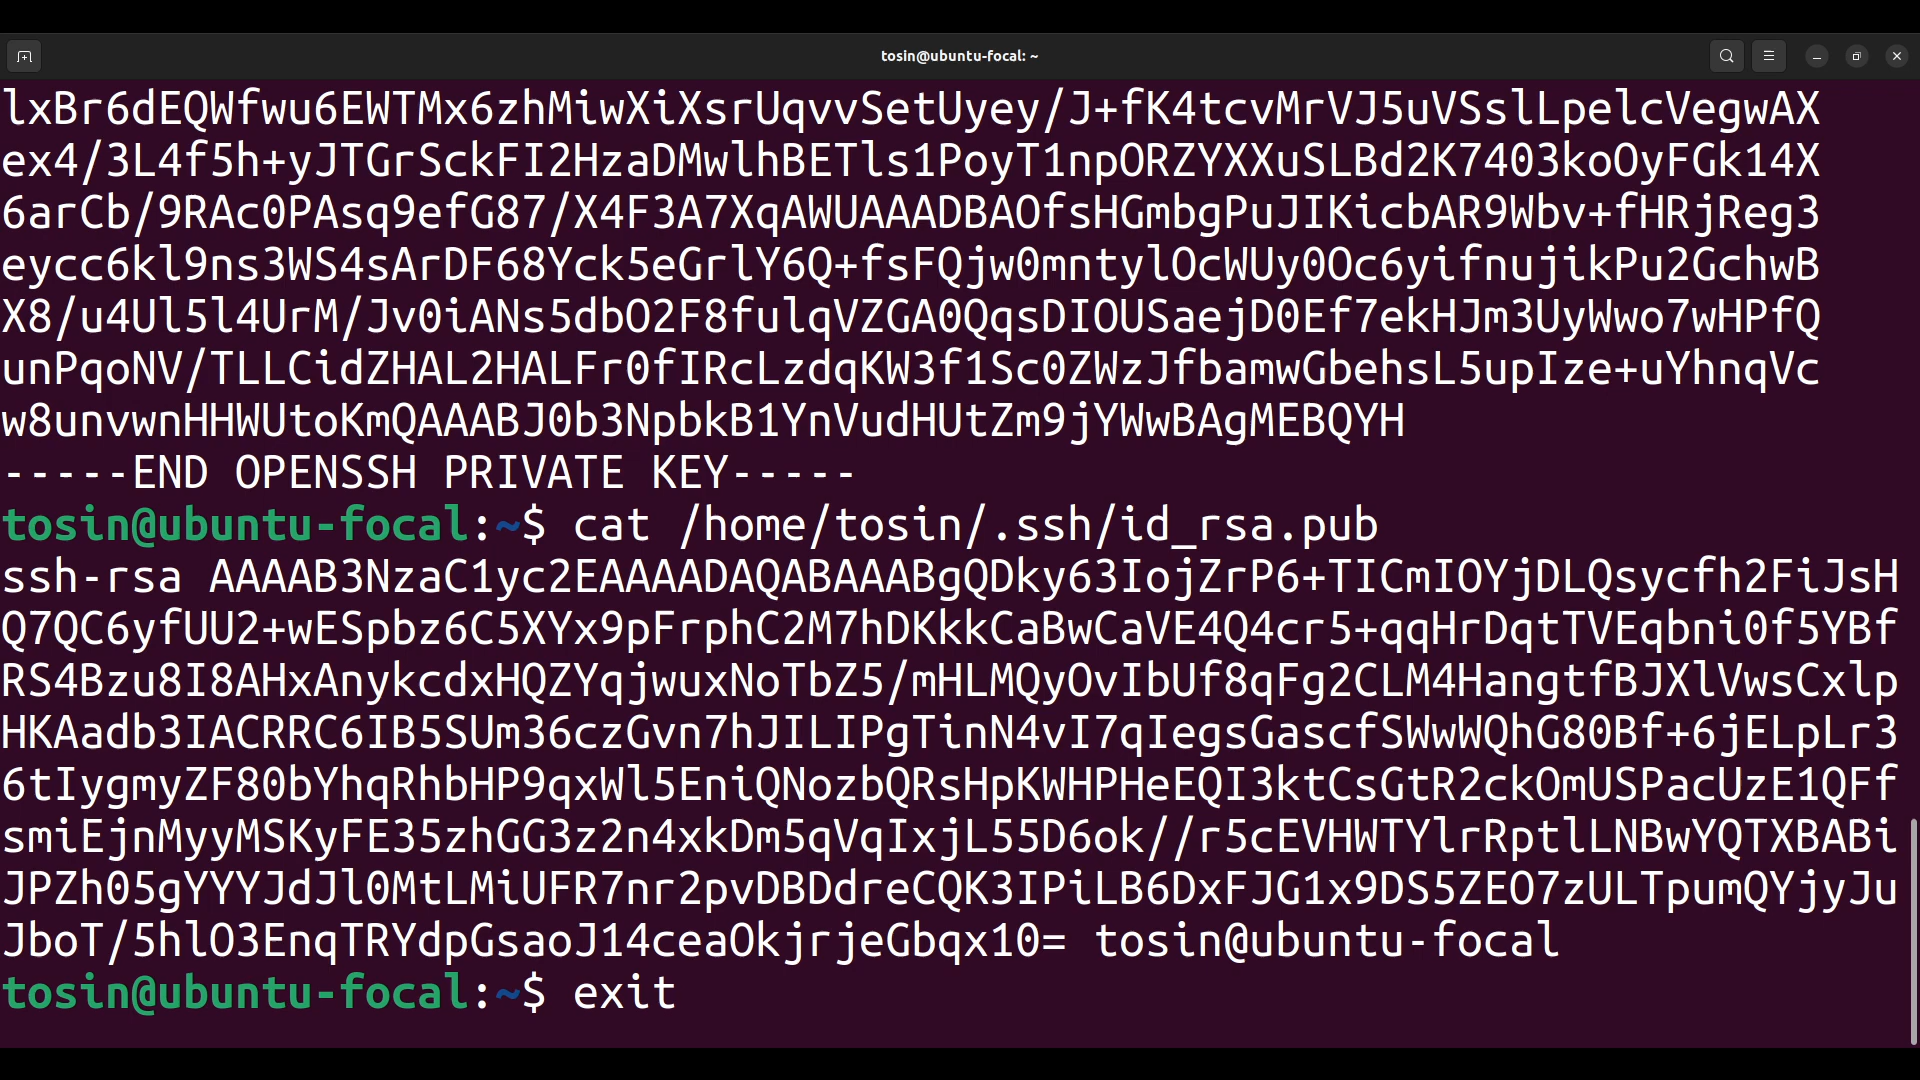 tosin@ubuntu-focal: ~
lxBr6dEQWfwu6EWTMx6zhMiwXiXsrUqvvSetUyey/J+fK4tcvMrVJ5uVSslLpelcVegwAX
ex4/3L4f5h+yJTGrSckFI2HzaDMwlhBETls1PoyT1npORZYXXuSLBd2K7403koOyFGk14X
6arCb/9RAc0PAsq9efG87/X4F3A7XqAWUAAADBAOfsHGmbgPuJIKicbAR9Wbv+fHRjReg3
eycc6kl9ns3WS4sArDF68Yck5eGrlY6Q+fsFQjw0mntylOcWUy0Oc6yifnujikPu2GchwB
X8/u4Ul5l4UrM/Jv0iANs5dbO2F8fulqVZGA0QqsDIOUSaejD0Ef7ekHJm3UyWwo7wHPfQ
unPqoNV/TLLCidZHAL2HALFr0fIRcLzdqKW3f1Sc0ZWzJfbamwGbehsL5upIze+uYhnqVc
w8unvwnHHWUtoKmQAAABJ0b3NpbkB1YnVudHUtZm9jYWwBAgMEBQYH
-----END OPENSSH PRIVATE KEY-----
tosin@ubuntu-focal:~$ cat /home/tosin/.ssh/id_rsa.pub
ssh-rsa AAAAB3NzaC1yc2EAAAADAQABAAABgQDky63IojZrP6+TICmIOYjDLQsycfh2FiJsH
Q7QC6yfUU2+wESpbz6C5XYx9pFrphC2M7hDKkkCaBwCaVE4Q4cr5+qqHrDqtTVEqbni0f5YBf
RS4Bzu8I8AHxAnykcdxHQZYqjwuxNoTbZ5/mHLMQyOvIbUf8qFg2CLM4HangtfBJXlVwsCxlp
HKAadb3IACRRC6IB5SUm36czGvn7hJILIPgTinN4vI7qIegsGascfSWwWQhG80Bf+6jELpLr3
6tIygmyZF80bYhqRhbHP9qxWl5EniQNozbQRsHpKWHPHeEQI3ktCsGtR2ckOmUSPacUzE1QFf
smiEjnMyyMSKyFE35zhGG3z2n4xkDm5qVqIxjL55D6ok//r5cEVHWTYlrRptlLNBwYQTXBABi
JPZh05gYYYJdJl0MtLMiUFR7nr2pvDBDdreCQK3IPiLB6DxFJG1x9DS5ZEO7zULTpumQYjyJu
JboT/5hlO3EnqTRYdpGsaoJ14ceaOkjrjeGbqx10= tosin@ubuntu-focal
tosin@ubuntu-focal:~$ exit